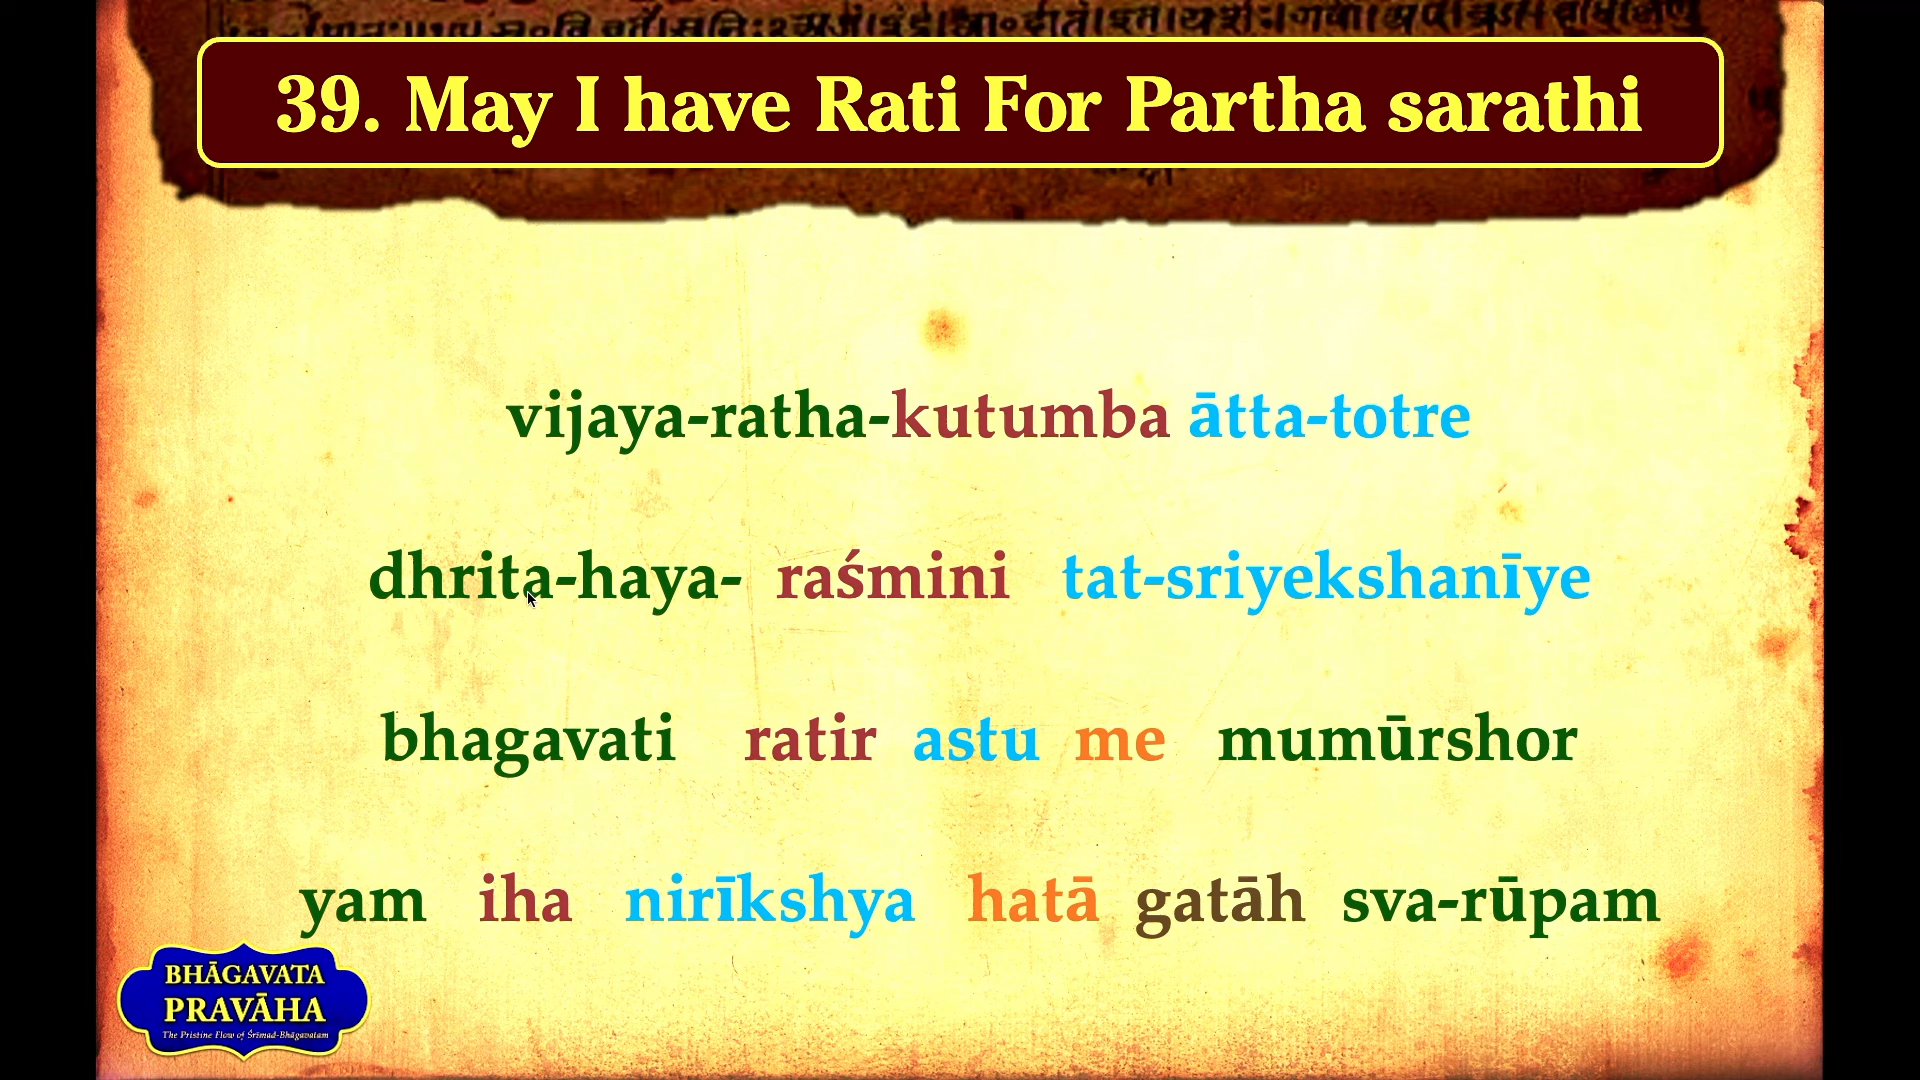 39. May I have Rati For Partha sarathi
vijaya-ratha-kutumba ātta-totre
dhrita-haya- raśmini tat-sriyekshanīye
bhagavati ratir astu me mumūrshor
yam iha nirīkshya hatā gatāh sva-rūpam
BHĀGAVATA
PRAVĀHA
The Pristine Flow of Śrīmad-Bhāgavatam